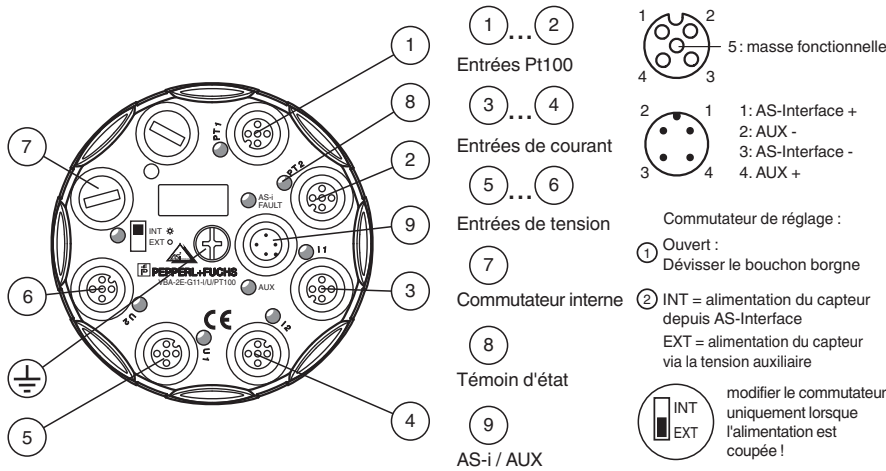 1
8
2
9
3
4
7
6
5
PT1
PT2
AS-i
FAULT
INT
EXT
I1
PEPPERL+FUCHS
VBA-2E-G11-I/U/PT100
AUX
U2
U1
I2
CE
1 ... 2
Entrées Pt100
3 ... 4
Entrées de courant
5 ... 6
Entrées de tension
7
Commutateur interne
8
Témoin d'état
9
AS-i / AUX
1 2
5 : masse fonctionnelle
4 3
2 1
3 4
1: AS-Interface +
2: AUX -
3: AS-Interface -
4. AUX +
Commutateur de réglage :
1 Ouvert :
Dévisser le bouchon borgne
2 INT = alimentation du capteur
depuis AS-Interface
EXT = alimentation du capteur
via la tension auxiliaire
INT
EXT
modifier le commutateur
uniquement lorsque
l'alimentation est
coupée !